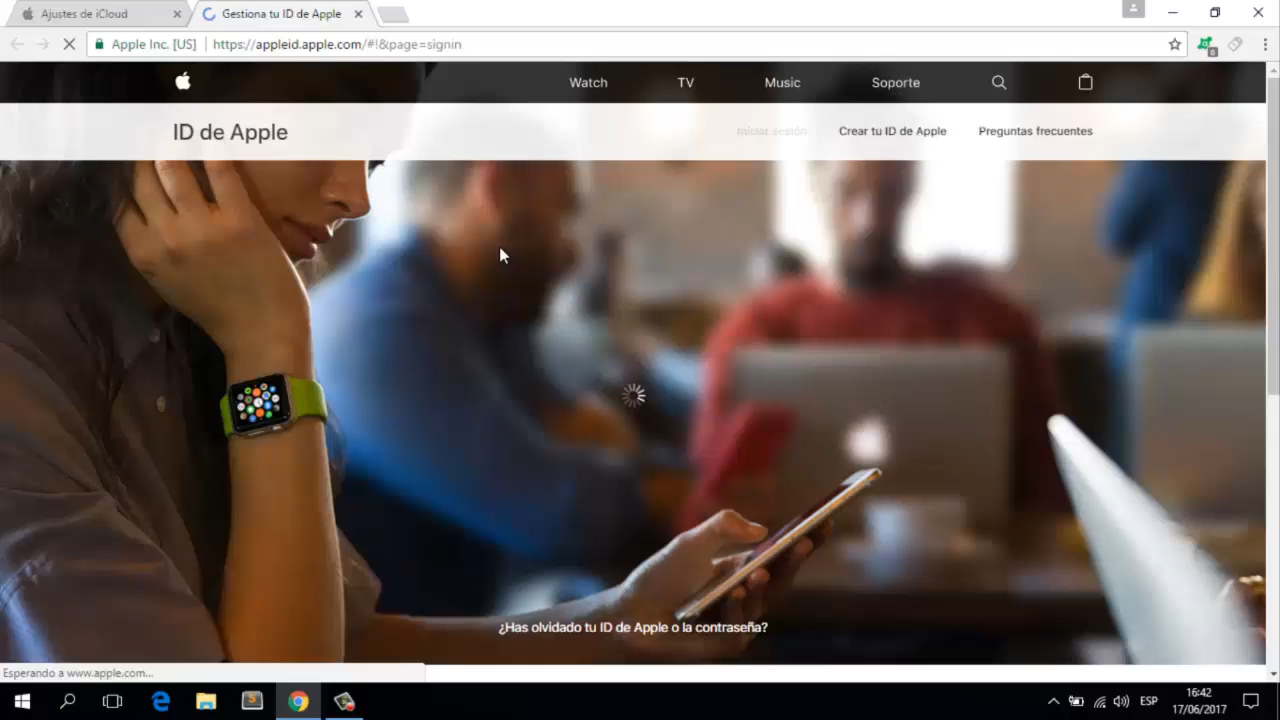 Ajustes de iCloud
Gestiona tu ID de Apple
Apple Inc. [US]
https://appleid.apple.com/#!&page=signin
Watch
TV
Music
Soporte
ID de Apple
Iniciar sesión
Crear tu ID de Apple
Preguntas frecuentes
¿Has olvidado tu ID de Apple o la contraseña?
Esperando a www.apple.com...
S
0
ESP
16:42
17/06/2017